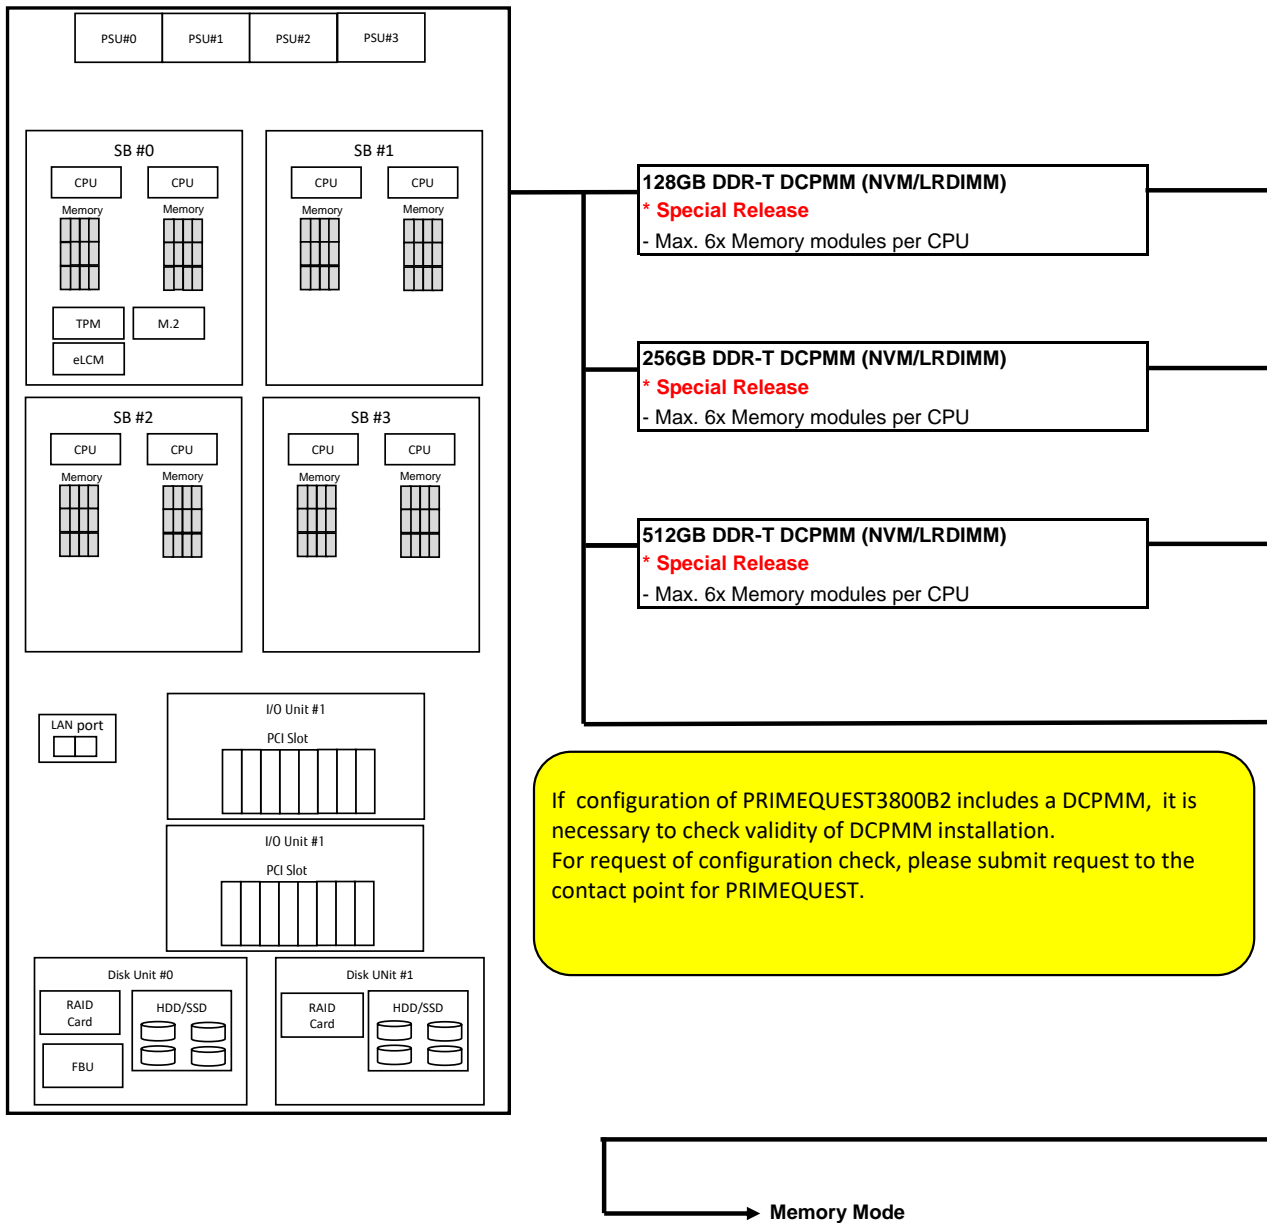 PSU#0 PSU#1 PSU#2 PSU#3
SB #0
CPU CPU
Memory Memory
TPM M.2
eLCM
SB #1
CPU CPU
Memory Memory
SB #2
CPU CPU
Memory Memory
SB #3
CPU CPU
Memory Memory
LAN port
I/O Unit #1
PCI Slot
I/O Unit #1
PCI Slot
Disk Unit #0
RAID
Card
HDD/SSD
FBU
Disk UNit #1
RAID
Card
HDD/SSD
128GB DDR-T DCPMM (NVM/LRDIMM)
* Special Release
- Max. 6x Memory modules per CPU
256GB DDR-T DCPMM (NVM/LRDIMM)
* Special Release
- Max. 6x Memory modules per CPU
512GB DDR-T DCPMM (NVM/LRDIMM)
* Special Release
- Max. 6x Memory modules per CPU
If configuration of PRIMEQUEST3800B2 includes a DCPMM, it is
necessary to check validity of DCPMM installation.
For request of configuration check, please submit request to the
contact point for PRIMEQUEST.
Memory Mode